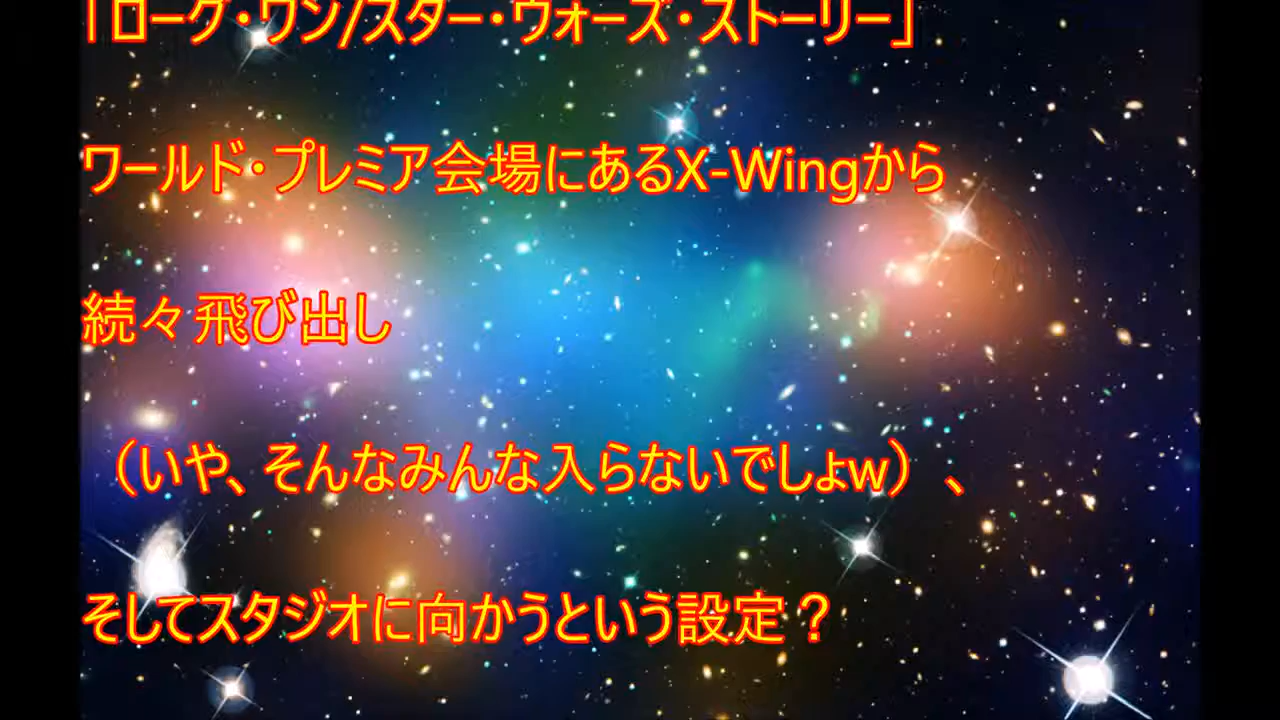 「ローグ・ワン/スター・ウォーズ・ストーリー」
ワールド・プレミア会場にあるX-Wingから
続々飛び出し
（いや、そんなみんな入らないでしょw）、
そしてスタジオに向かうという設定？